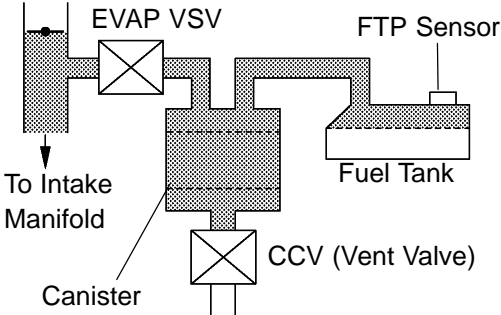 EVAP VSV
FTP Sensor
To Intake
Manifold
Fuel Tank
CCV (Vent Valve)
Canister